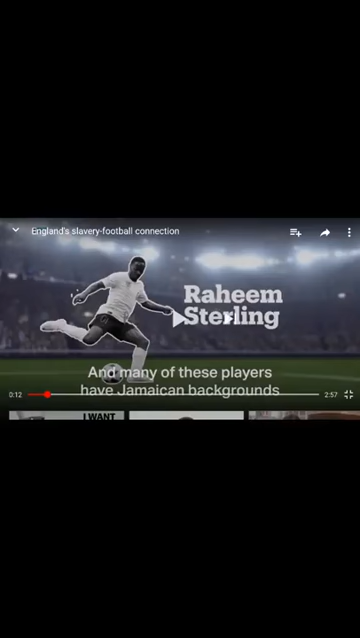 England's slavery-football connection
Raheem
Sterling
And many of these players
have Jamaican backgrounds
0:12
2:57
I WANT